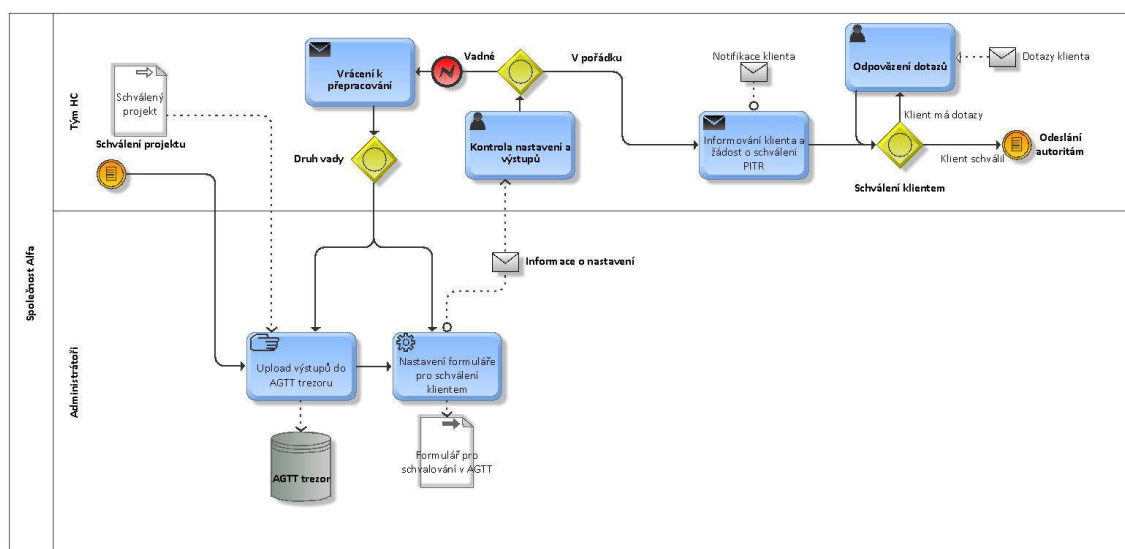 Společnost Alfa
Tým HC
Administrátoři
Schválený
projekt
Schválení projektu
Vrácení k
přepracování
Vadné
V pořádku
Druh vady
Kontrola nastavení a
výstupů
Notifikace klienta
Informování klienta a
žádost o schválení
PITR
Odpovězení dotazů
Dotazy klienta
Klient má dotazy
Klient schválil
Schválení klientem
Odeslání
autoritám
Informace o nastavení
Upload výstupů do
AGTT trezoru
Nastavení formuláře
pro schválení
klientem
AGTT trezor
Formulář pro
schvalování v AGTT